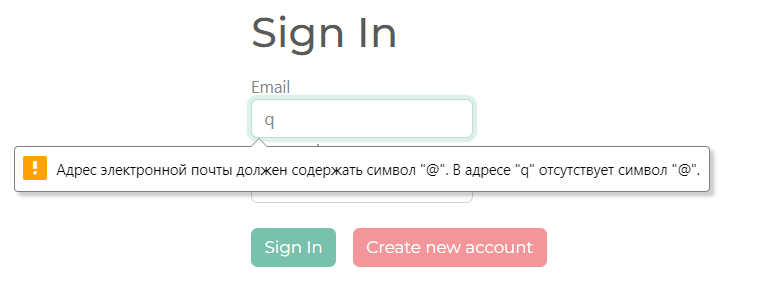 Sign In
Email
q
Адрес электронной почты должен содержать символ "@". В адресе "q" отсутствует символ "@".
Sign In
Create new account